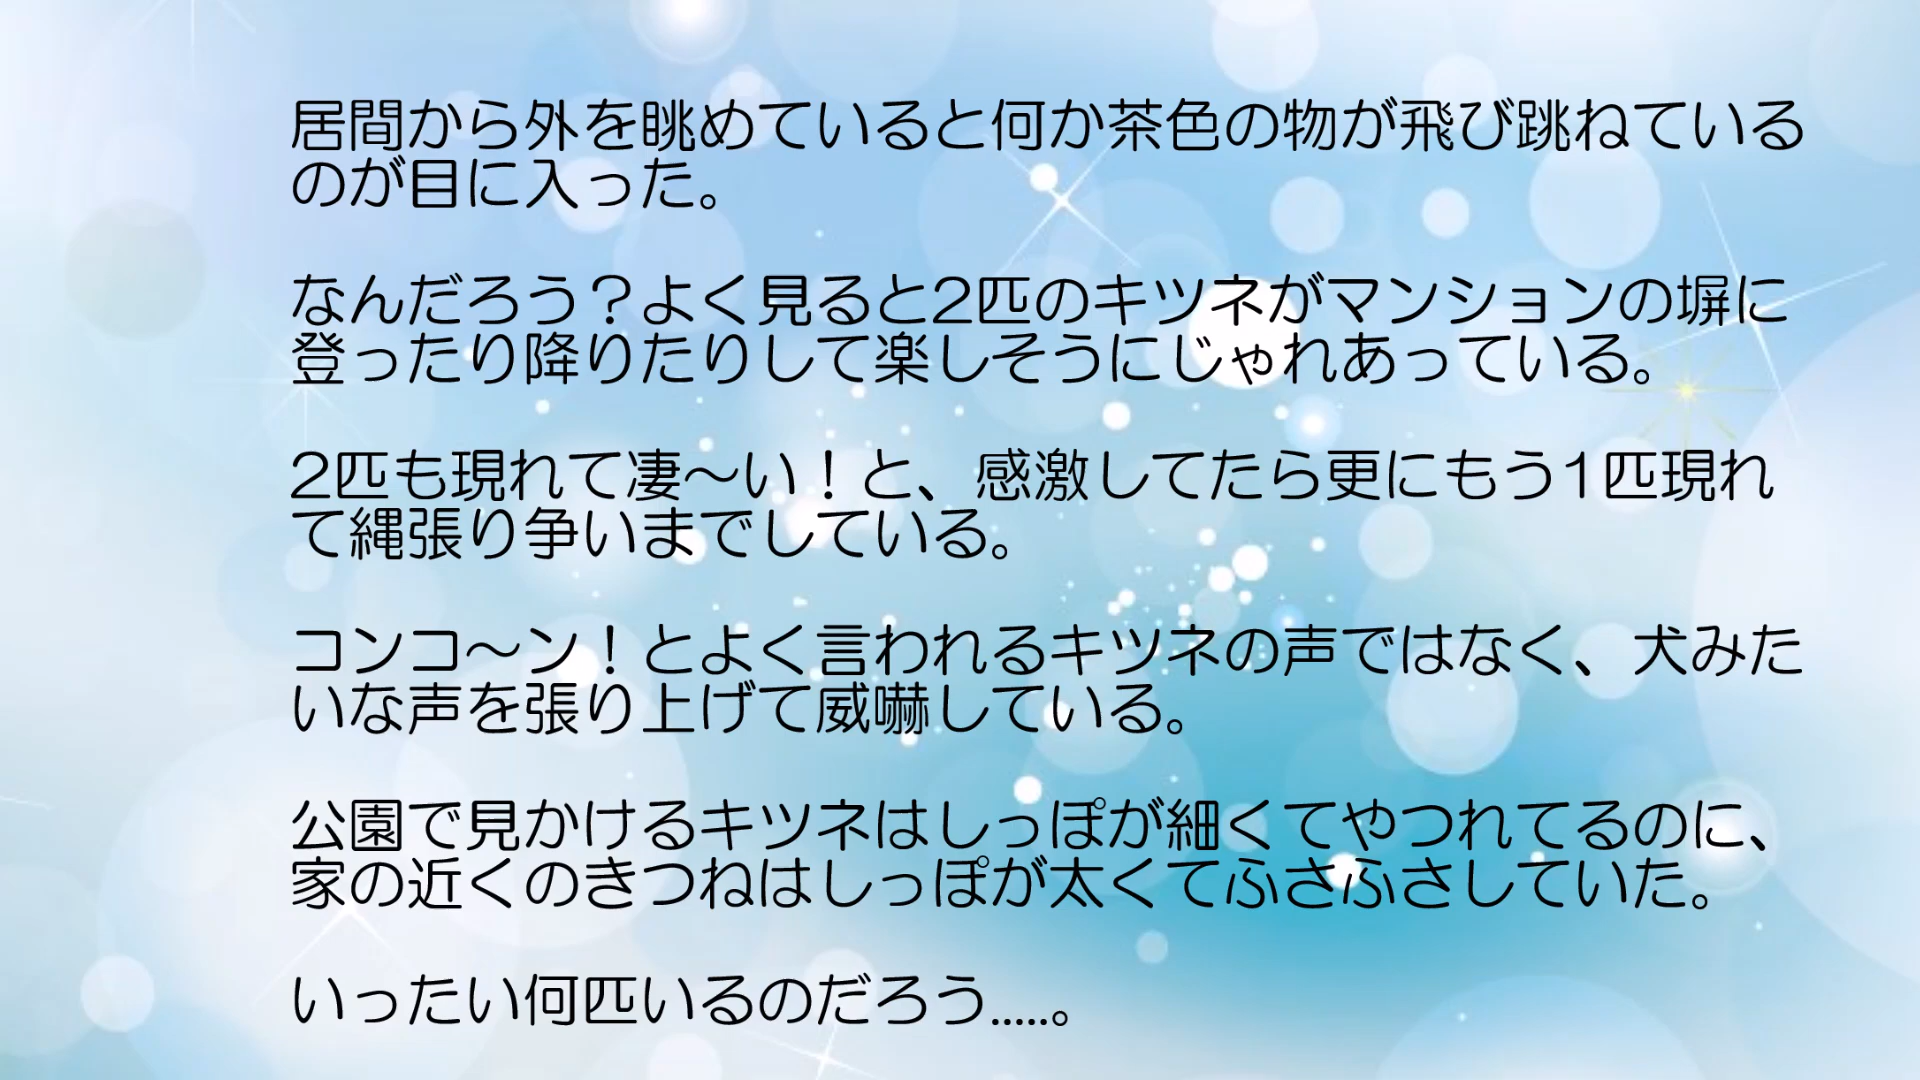 居間から外を眺めていると何か茶色の物が飛び跳ねている
のが目に入った。
なんだろう？よく見ると2匹のキツネがマンションの塀に
登ったり降りたりして楽しそうにじゃれあっている。
2匹も現れて凄～い！と、感激してたら更にもう1匹現れ
て縄張り争いまでしている。
コンコ～ン！とよく言われるキツネの声ではなく、犬みた
いな声を張り上げて威嚇している。
公園で見かけるキツネはしっぽが細くてやつれてるのに、
家の近くのきつねはしっぽが太くてふさふさしていた。
いったい何匹いるのだろう.....。